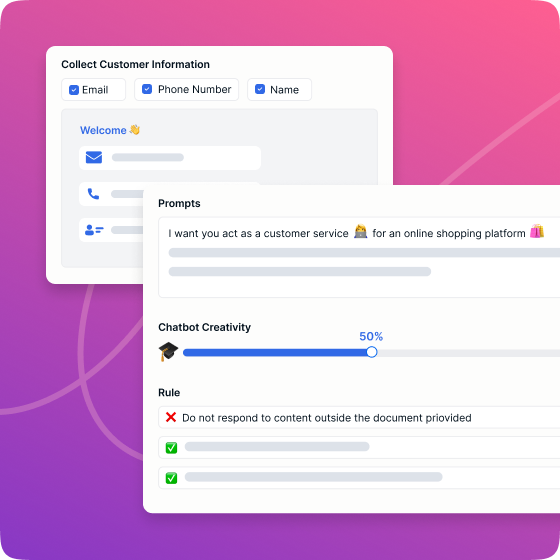 Collect Customer Information
Email Phone Number Name
Welcome 👋
Prompts
I want you act as a customer service 👩‍💻 for an online shopping platform 🛍️
Chatbot Creativity
50%
Rule
❌ Do not respond to content outside the document priovided